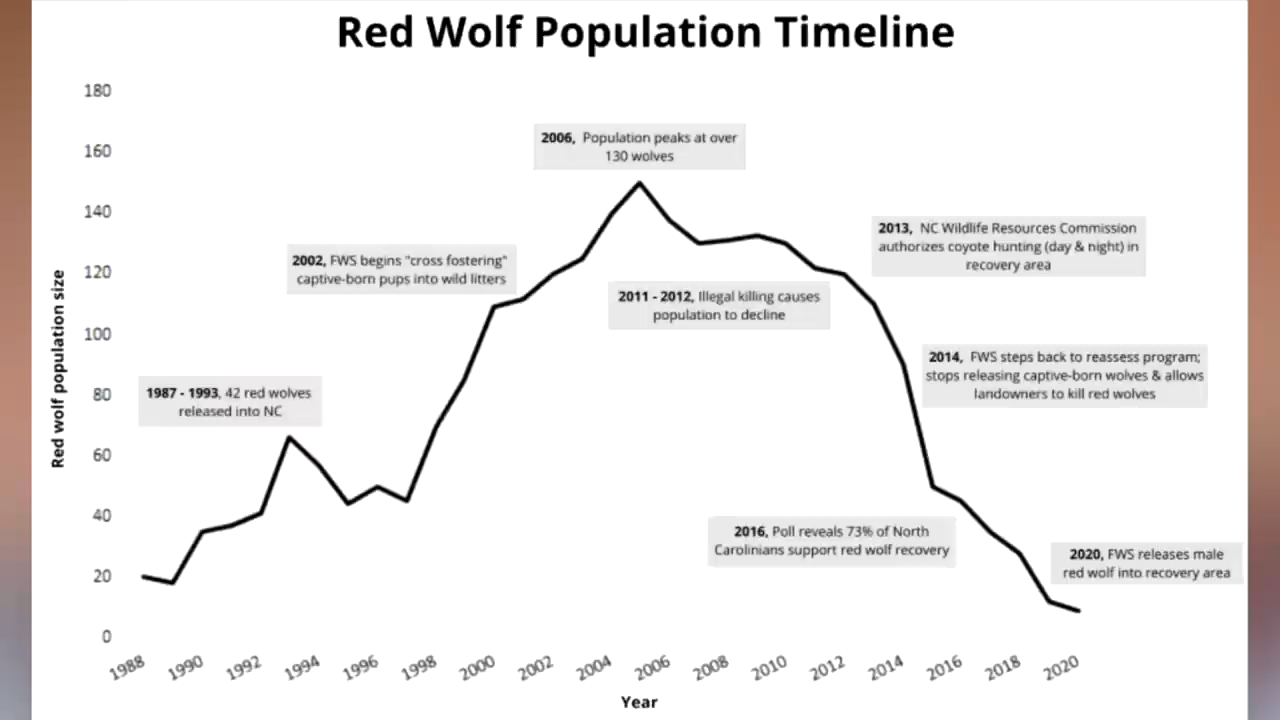 Red Wolf Population Timeline
180
160
140
120
100
80
60
40
20
0
Red wolf population size
2006, Population peaks at over
130 wolves
2013, NC Wildlife Resources Commission
authorizes coyote hunting (day & night) in
recovery area
2002, FWS begins "cross fostering"
captive-born pups into wild litters
2011 - 2012, Illegal killing causes
population to decline
2014, FWS steps back to reassess program;
stops releasing captive-born wolves & allows
landowners to kill red wolves
1987 - 1993, 42 red wolves
released into NC
2016, Poll reveals 73% of North
Carolinians support red wolf recovery
2020, FWS releases male
red wolf into recovery area
1988 1990 1992 1994 1996 1998 2000 2002 2004 2006 2008 2010 2012 2014 2016 2018 2020
Year